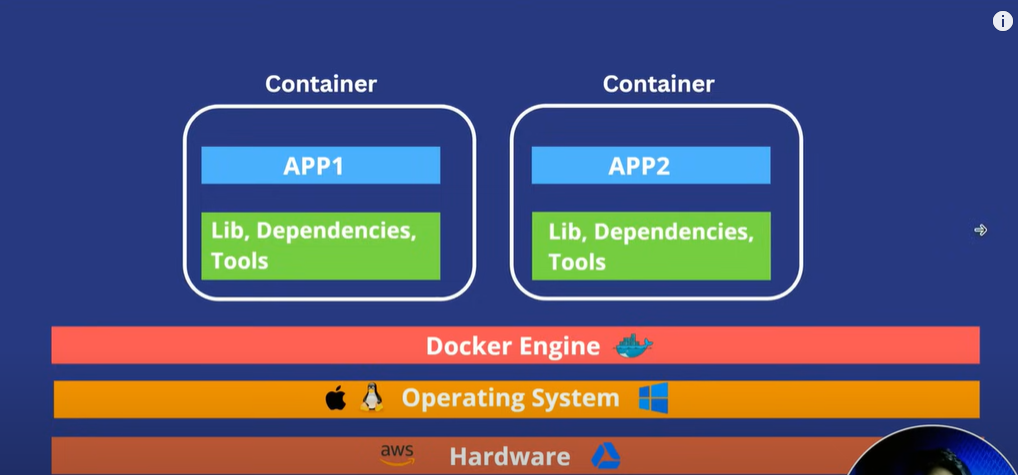 Container
Container
APP1
APP2
Lib, Dependencies,
Tools
Lib, Dependencies,
Tools
Docker Engine
Operating System
aws
Hardware
i